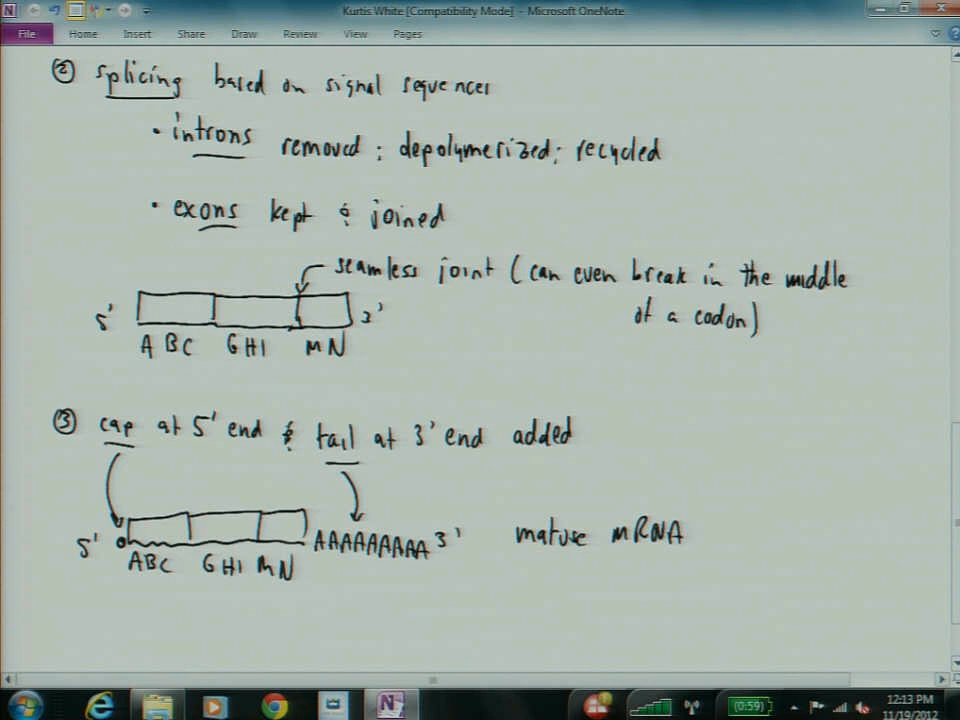 Kurtis White [Compatibility Mode] - Microsoft OneNote
File Home Insert Share Draw Review View Pages
② splicing based on signal sequences
• introns removed ; depolymerized ; recycled
• exons kept & joined
seamless joint (can even break in the middle
of a codon)
5' 3'
ABC GHI MN
③ cap at 5' end & tail at 3' end added
5' AAAAAAAAA 3' mature mRNA
ABC GHI MN
(0:59)
12:13 PM
11/19/2012